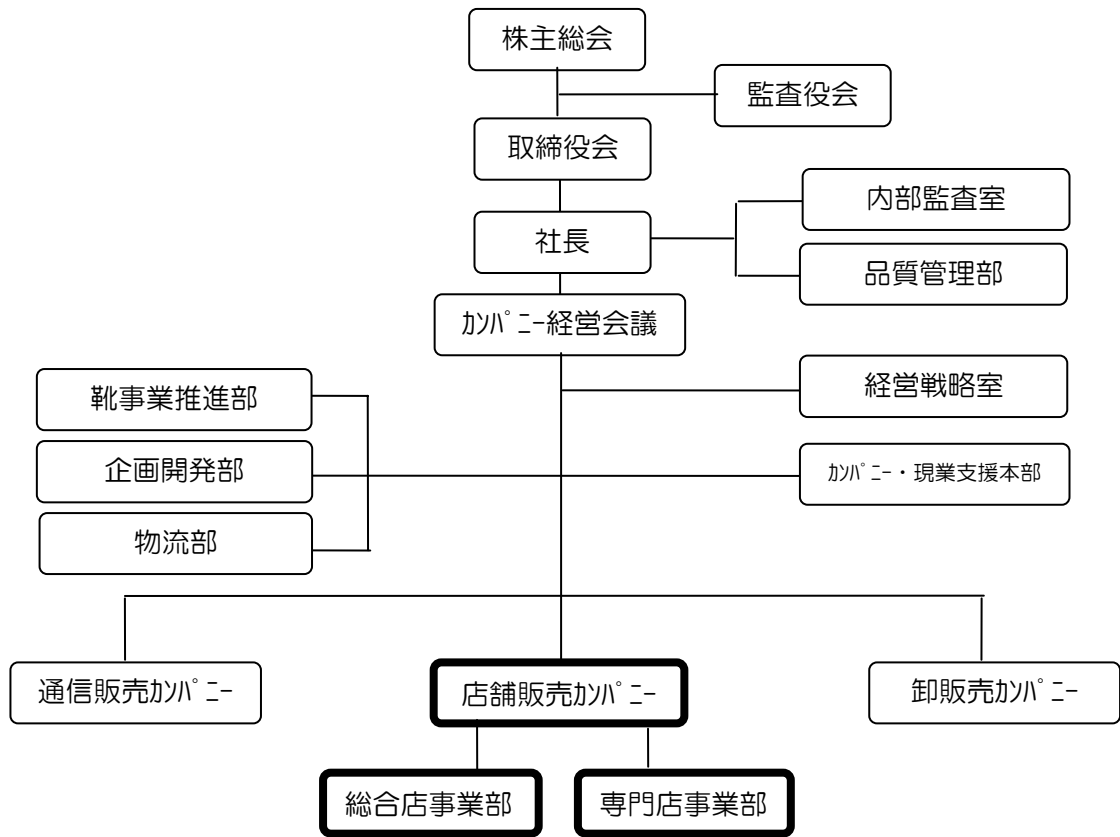 株主総会
監査役会
取締役会
内部監査室
社長
品質管理部
ｶﾝﾊﾟﾆｰ経営会議
経営戦略室
靴事業推進部
企画開発部
ｶﾝﾊﾟﾆｰ・現業支援本部
物流部
通信販売ｶﾝﾊﾟﾆｰ
店舗販売ｶﾝﾊﾟﾆｰ
卸販売ｶﾝﾊﾟﾆｰ
総合店事業部
専門店事業部